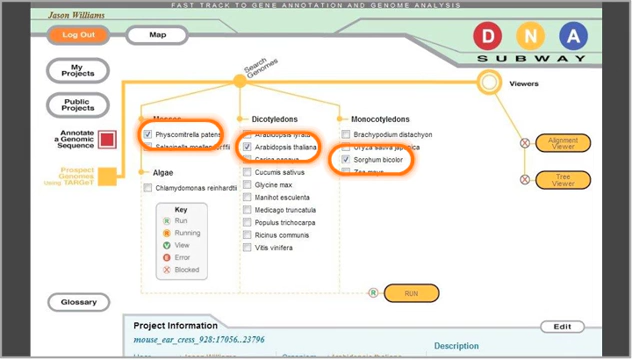 FAST TRACK TO GENE ANNOTATION AND GENOME ANALYSIS
Jason Williams
Log Out
Map
D N A
SUBWAY
My
Projects
Public
Projects
Annotate
a Genomic
Sequence
Prospect
Genomes
using TARGeT
Search
Genomes
Viewers
Alignment
Viewer
Tree
Viewer
Mosses
Physcomitrella patens
Selaginella moellendorffii
Algae
Chlamydomonas reinhardtii
Dicotyledons
Arabidopsis lyrata
Arabidopsis thaliana
Carica papaya
Cucumis sativus
Glycine max
Manihot esculenta
Medicago truncatula
Populus trichocarpa
Ricinus communis
Vitis vinifera
Monocotyledons
Brachypodium distachyon
Oryza sativa japonica
Sorghum bicolor
Zea mays
Key
R Run
R Running
V View
E Error
X Blocked
R RUN
Glossary
Edit
Project Information
mouse_ear_cress_928:17056..23796
Description